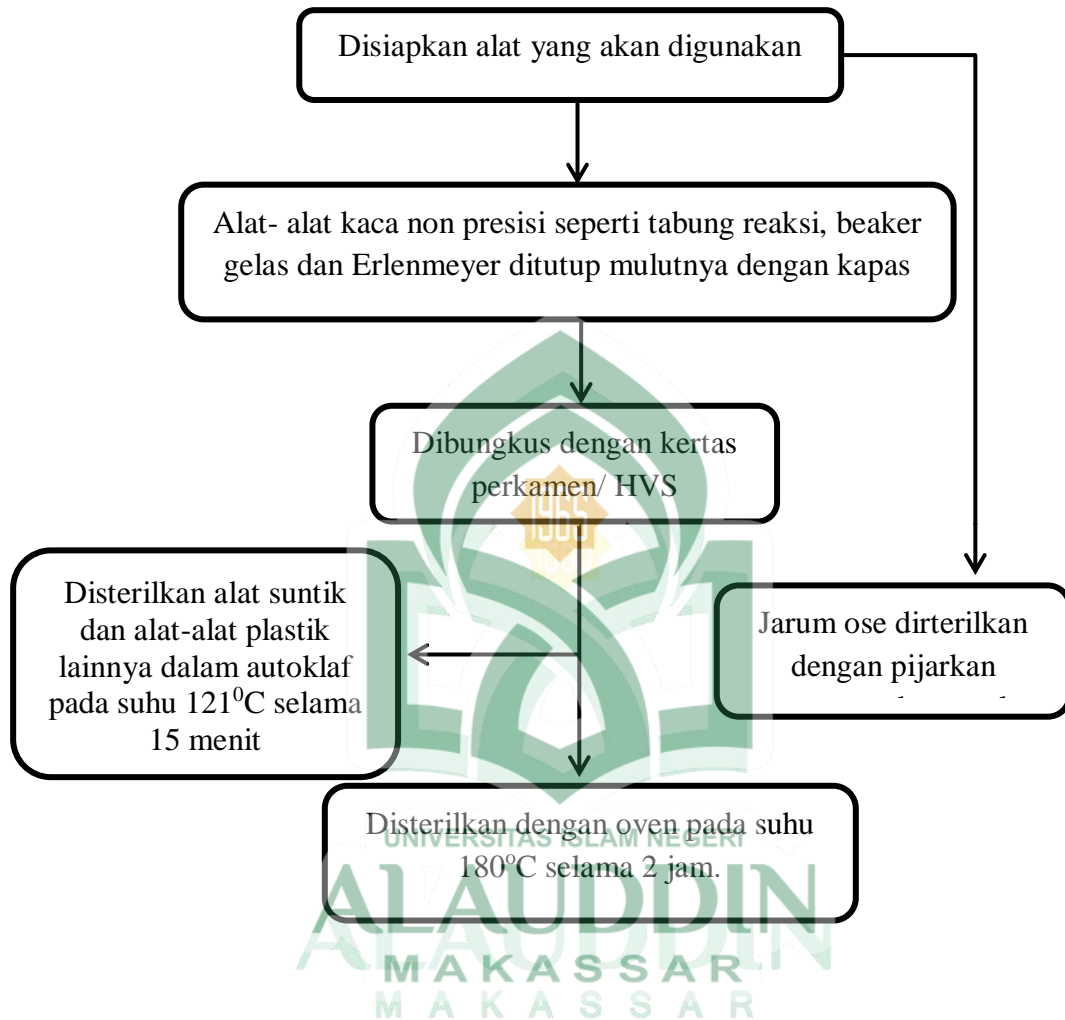 Disiapkan alat yang akan digunakan
Alat- alat kaca non presisi seperti tabung reaksi, beaker
gelas dan Erlenmeyer ditutup mulutnya dengan kapas
Dibungkus dengan kertas
perkamen/ HVS
1965
Disterilkan alat suntik
dan alat-alat plastik
lainnya dalam autoklaf
pada suhu 121⁰C selama
15 menit
Jarum ose dirterilkan
dengan pijarkan
Disterilkan dengan oven pada suhu
180°C selama 2 jam.
UNIVERSITAS ISLAM NEGERI
ALAUDDIN
MAKASSAR